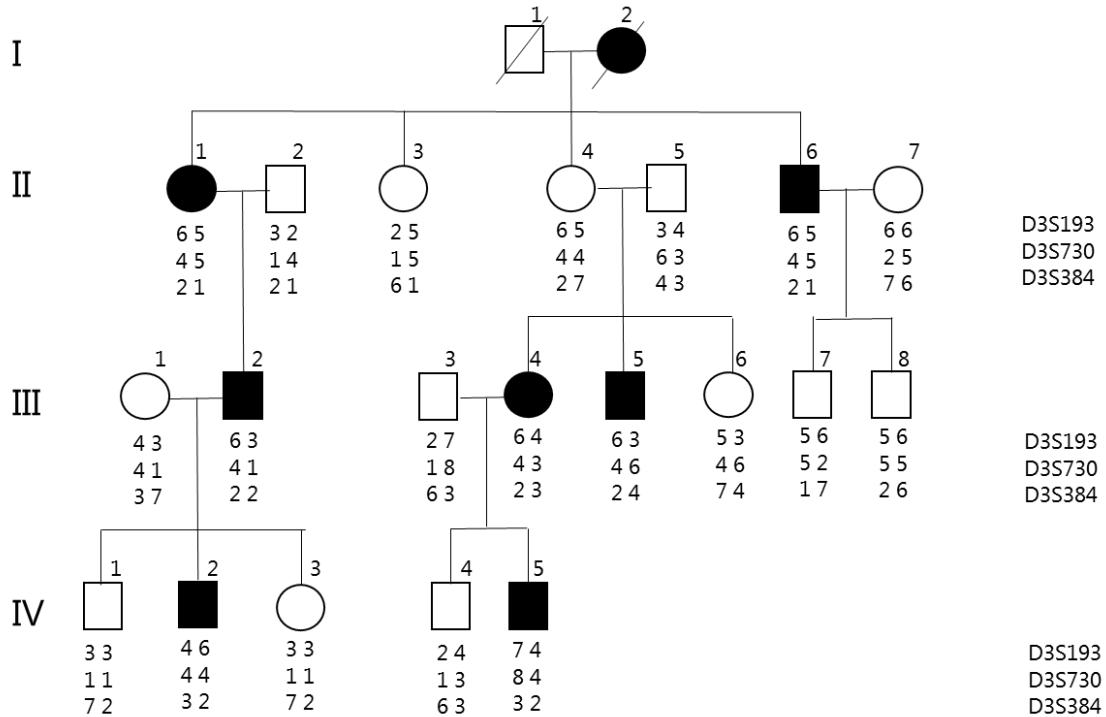 1 2
I
1 2 3 4 5 6 7
II
6 5 3 2 2 5 6 5 3 4 6 5 6 6 D3S193
4 5 1 4 1 5 4 4 6 3 4 5 2 5 D3S730
2 1 2 1 6 1 2 7 4 3 2 1 7 6 D3S384
1 2 3 4 5 6 7 8
III
4 3 6 3 2 7 6 4 6 3 5 3 5 6 5 6 D3S193
4 1 4 1 1 8 4 3 4 6 4 6 5 2 5 5 D3S730
3 7 2 2 6 3 2 3 2 4 7 4 1 7 2 6 D3S384
1 2 3 4 5
IV
3 3 4 6 3 3 2 4 7 4 D3S193
1 1 4 4 1 1 1 3 8 4 D3S730
7 2 3 2 7 2 6 3 3 2 D3S384